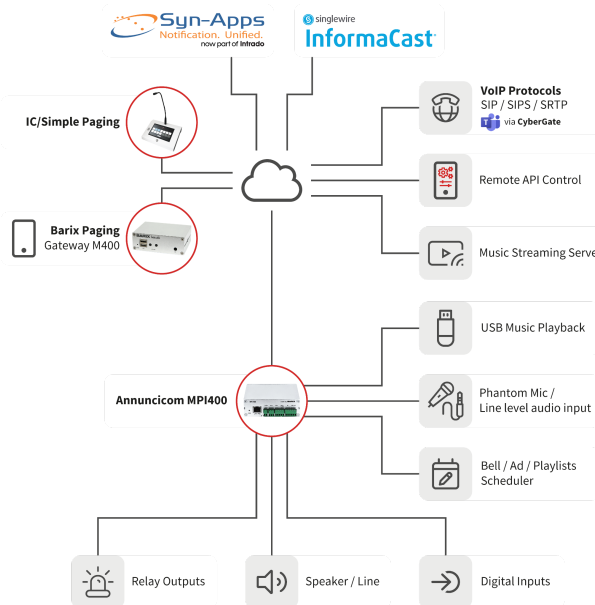 Syn-Apps
Notification. Unified.
now part of Intrado
singlewire
InformaCast
IC/Simple Paging
VoIP Protocols
SIP / SIPS / SRTP
via CyberGate
Remote API Control
Barix Paging
Gateway M400
BARIX
Music Streaming Serve
USB Music Playback
Annuncicom MPI400
Phantom Mic /
Line level audio input
Bell / Ad / Playlists
Scheduler
Relay Outputs
Speaker / Line
Digital Inputs